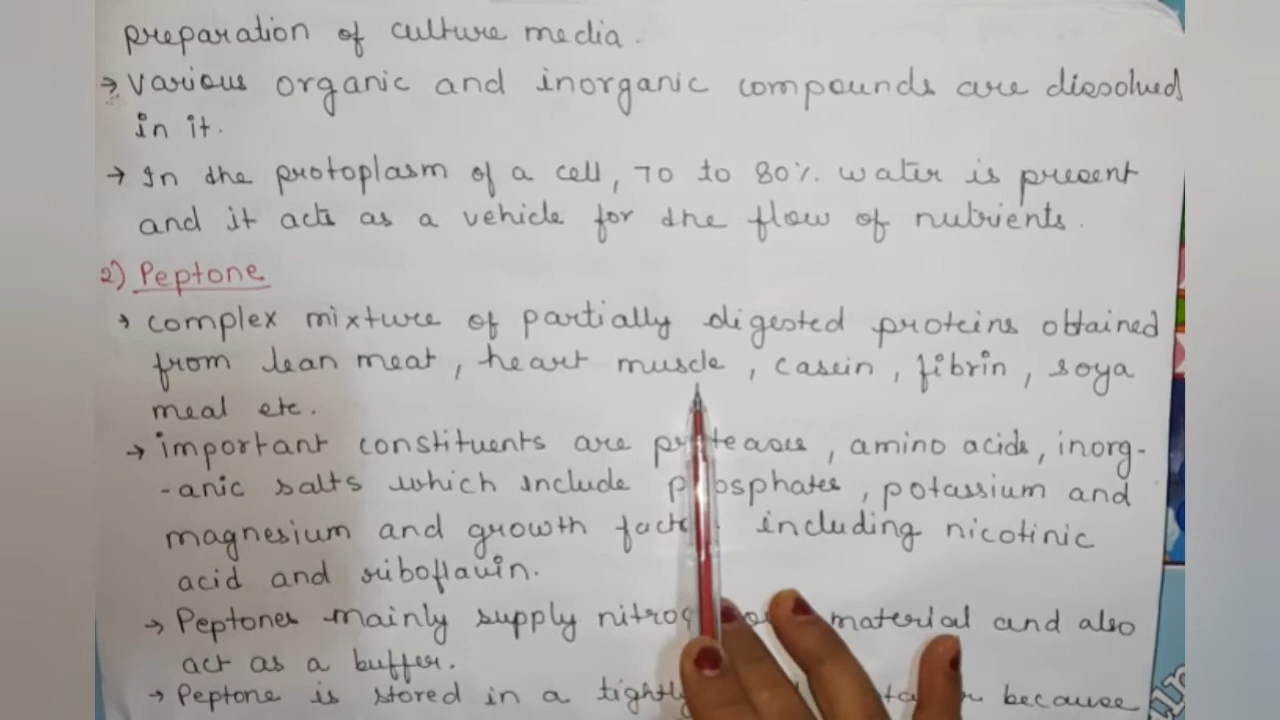 preparation of culture media.
→ Various organic and inorganic compounds are dissolved
in it.
→ In the protoplasm of a cell, 70 to 80% water is present
and it acts as a vehicle for the flow of nutrients.
2) Peptone
→ complex mixture of partially digested proteins obtained
from lean meat, heart muscle, casein, fibrin, soya
meal etc.
→ important constituents are proteases, amino acids, inorg-
-anic salts which include phosphates, potassium and
magnesium and growth including nicotinic
acid and riboflavin.
→ Peptones mainly supply material and also
act as a buffer.
→ Peptone is stored in a tightly because